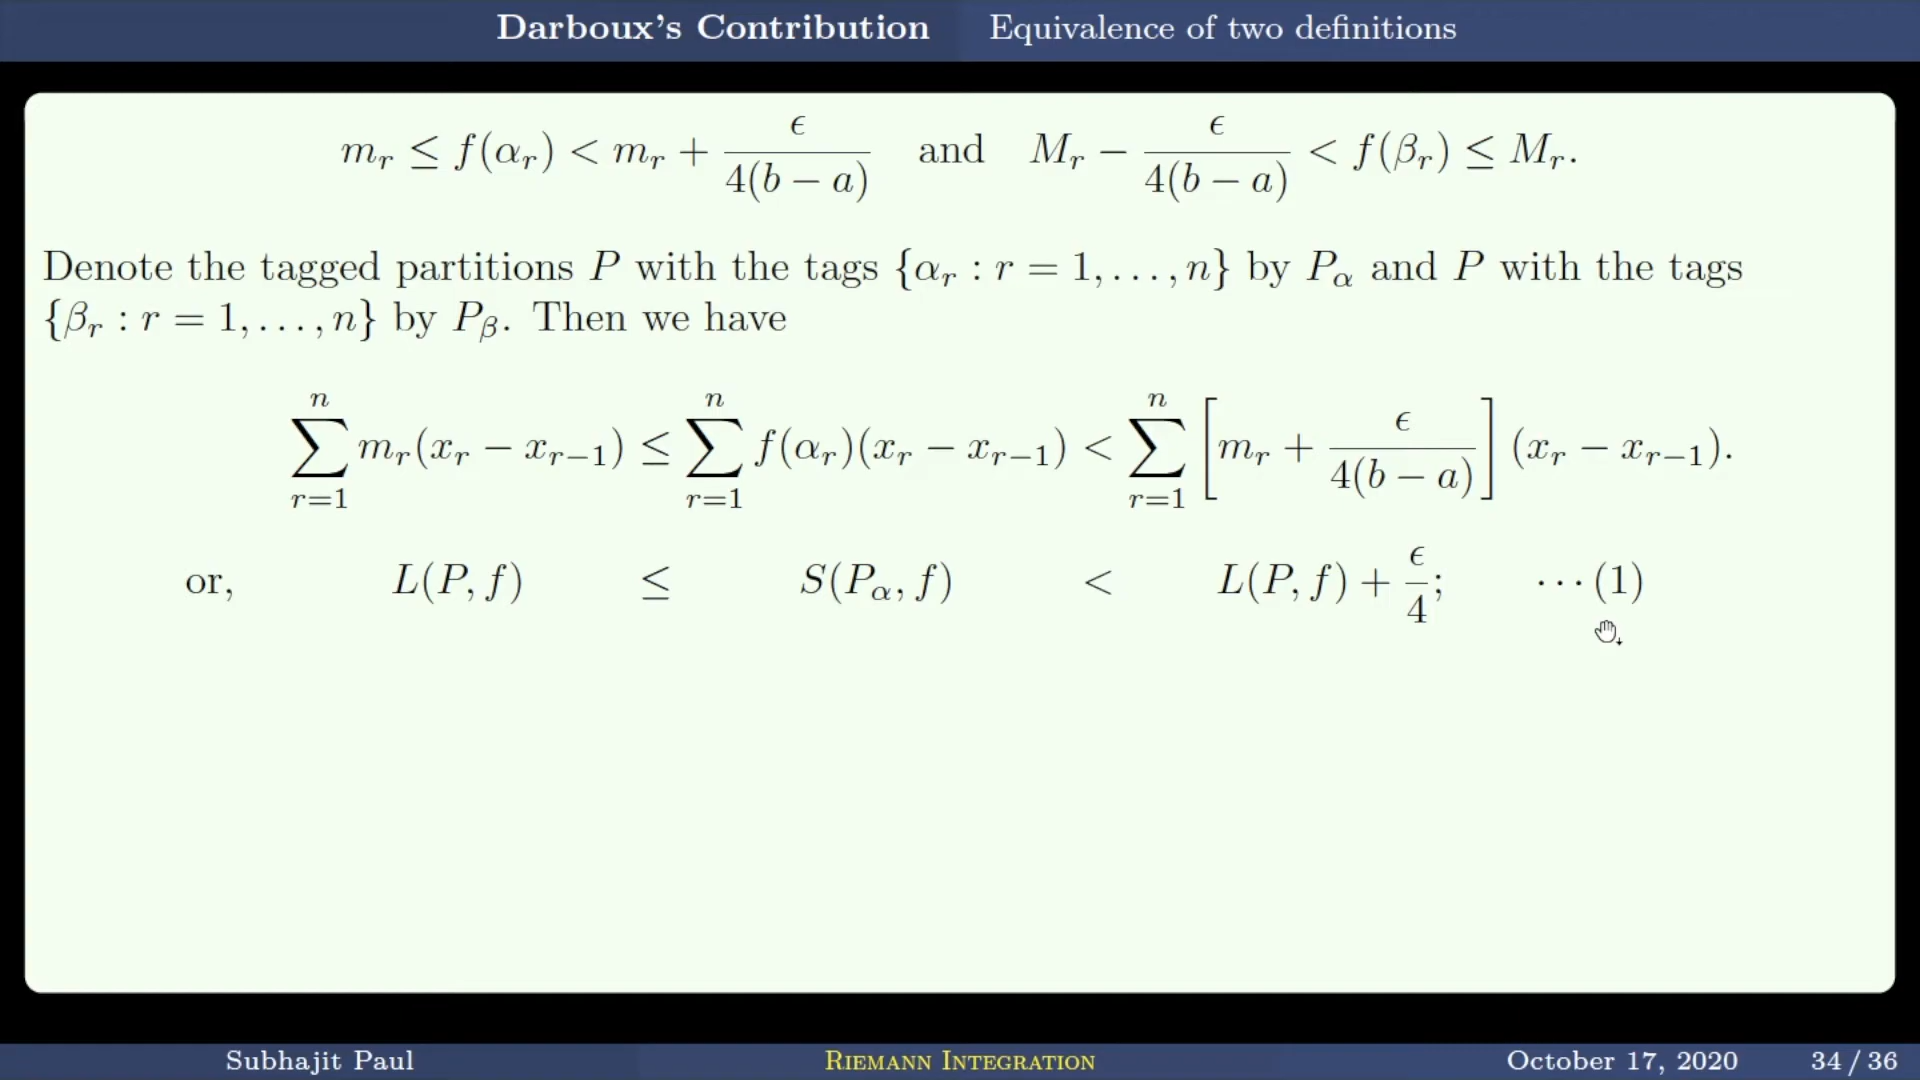 Darboux's Contribution Equivalence of two definitions
m_r ≤ f(α_r) < m_r + ϵ/4(b − a) and M_r − ϵ/4(b − a) < f(β_r) ≤ M_r.
Denote the tagged partitions P with the tags {α_r : r = 1, . . . , n} by P_α and P with the tags
{β_r : r = 1, . . . , n} by P_β. Then we have
∑_{r=1}^{n} m_r(x_r − x_{r−1}) ≤ ∑_{r=1}^{n} f(α_r)(x_r − x_{r−1}) < ∑_{r=1}^{n} [m_r + ϵ/4(b − a)] (x_r − x_{r−1}).
or, L(P, f) ≤ S(P_α, f) < L(P, f) + ϵ/4; · · · (1)
Subhajit Paul Riemann Integration October 17, 2020 34 / 36